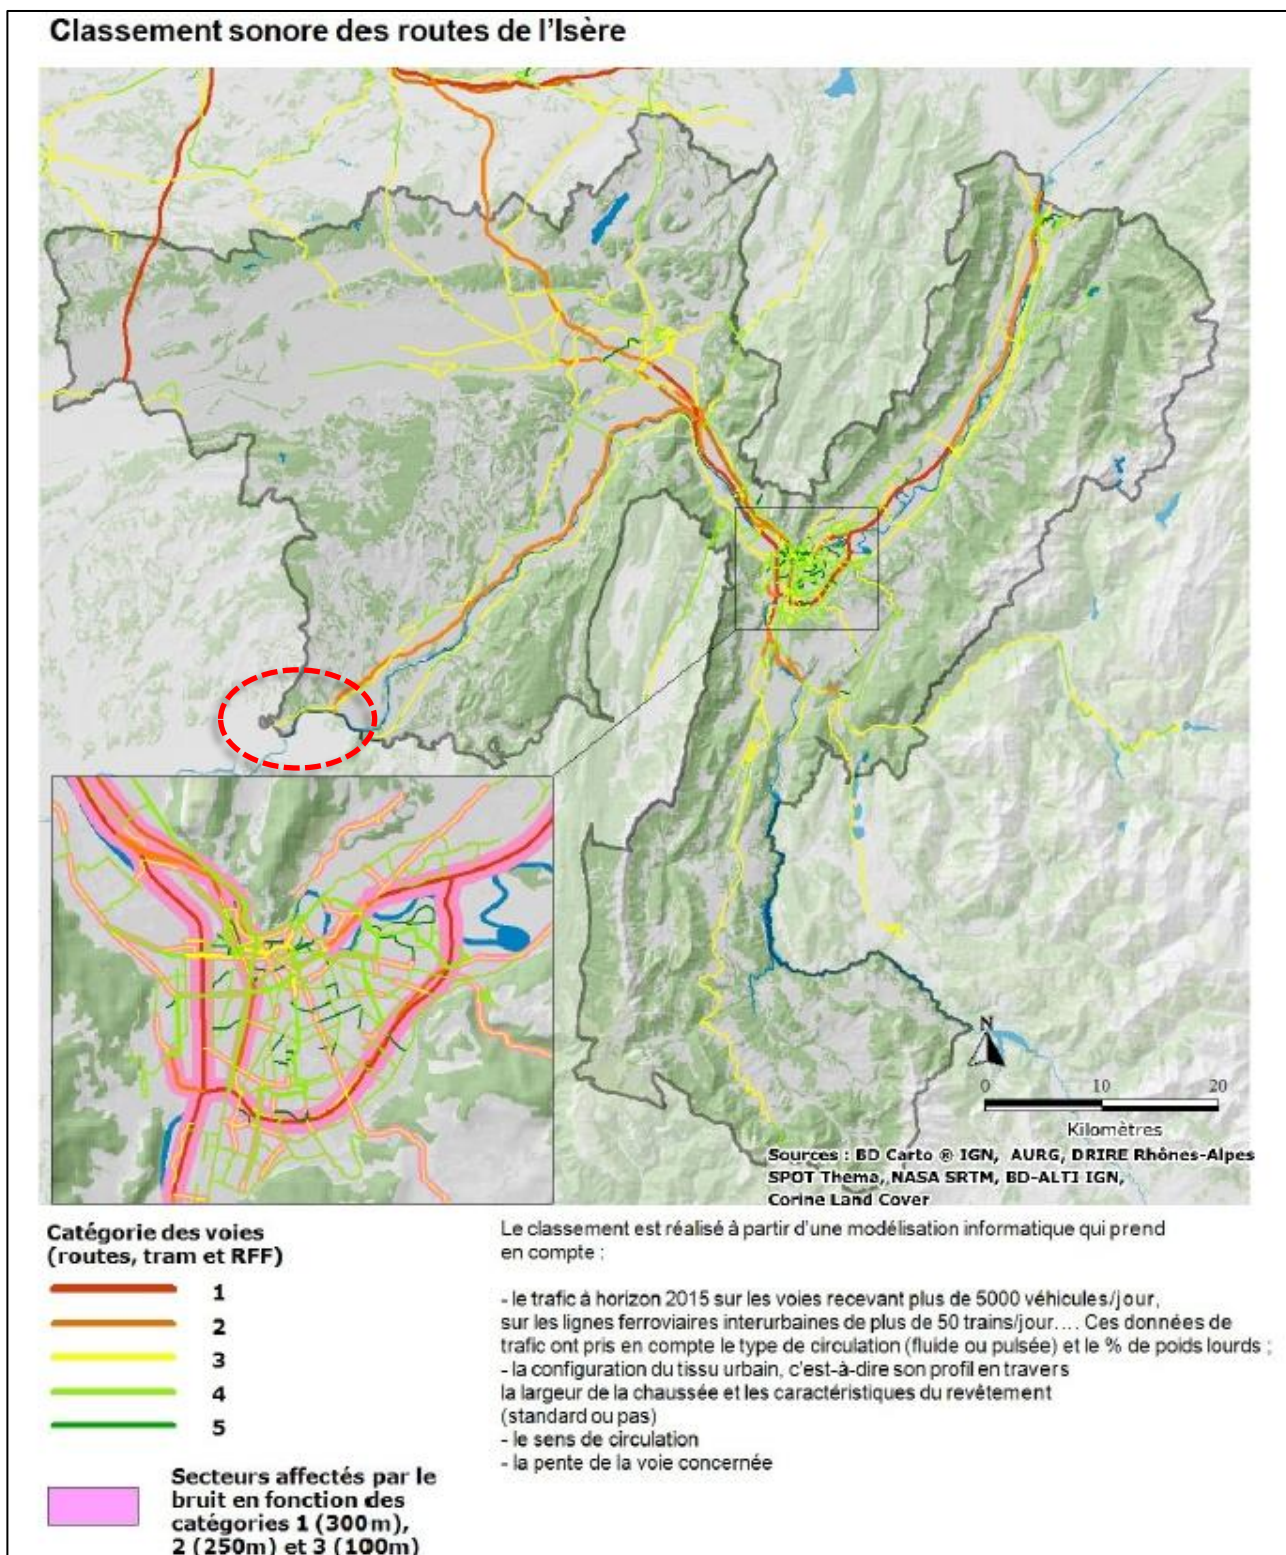 Classement sonore des routes de l'Isère
N
0 10 20
Kilomètres
Sources : BD Carto ® IGN, AURG, DRIRE Rhônes-Alpes
SPOT Thema, NASA SRTM, BD-ALTI IGN,
Corine Land Cover
Catégorie des voies
(routes, tram et RFF)
1
2
3
4
5
Secteurs affectés par le
bruit en fonction des
catégories 1 (300m),
2 (250m) et 3 (100m)
Le classement est réalisé à partir d'une modélisation informatique qui prend
en compte :
- le trafic à horizon 2015 sur les voies recevant plus de 5000 véhicules/jour,
sur les lignes ferroviaires interurbaines de plus de 50 trains/jour.... Ces données de
trafic ont pris en compte le type de circulation (fluide ou pulsée) et le % de poids lourds ;
- la configuration du tissu urbain, c'est-à-dire son profil en travers
la largeur de la chaussée et les caractéristiques du revêtement
(standard ou pas)
- le sens de circulation
- la pente de la voie concernée